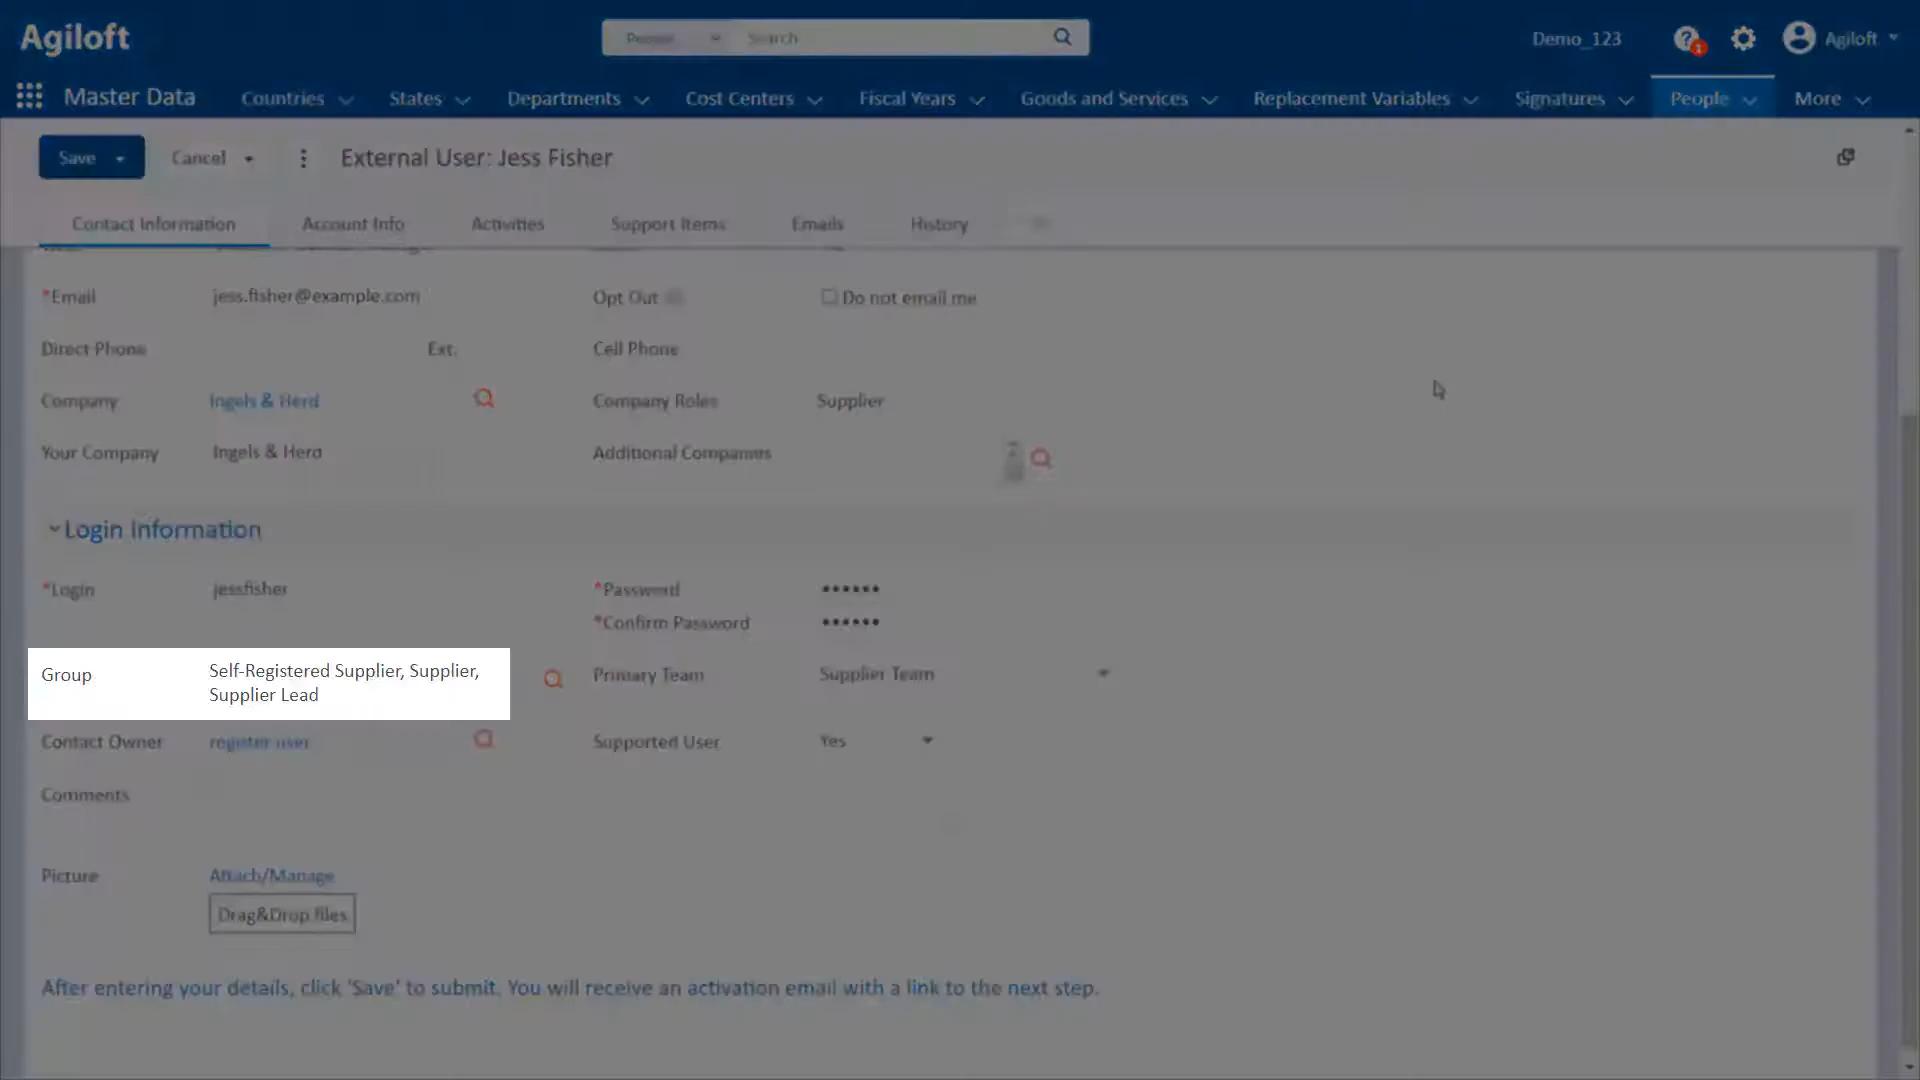 Agiloft
People
Search
Demo_123
1
Agiloft
Master Data
Countries
States
Departments
Cost Centers
Fiscal Years
Goods and Services
Replacement Variables
Signatures
People
More
Save
Cancel
External User: Jess Fisher
Contact Information
Account Info
Activities
Support Items
Emails
History
*Email
jess.fisher@example.com
Opt Out
Do not email me
Direct Phone
Ext.
Cell Phone
Company
Ingels & Herd
Company Roles
Supplier
Your Company
Ingels & Herd
Additional Companies
Login Information
*Login
jessfisher
*Password
••••••
*Confirm Password
••••••
Group
Self-Registered Supplier, Supplier,
Supplier Lead
Primary Team
Supplier Team
Contact Owner
register user
Supported User
Yes
Comments
Picture
Attach/Manage
Drag&Drop files
After entering your details, click 'Save' to submit. You will receive an activation email with a link to the next step.